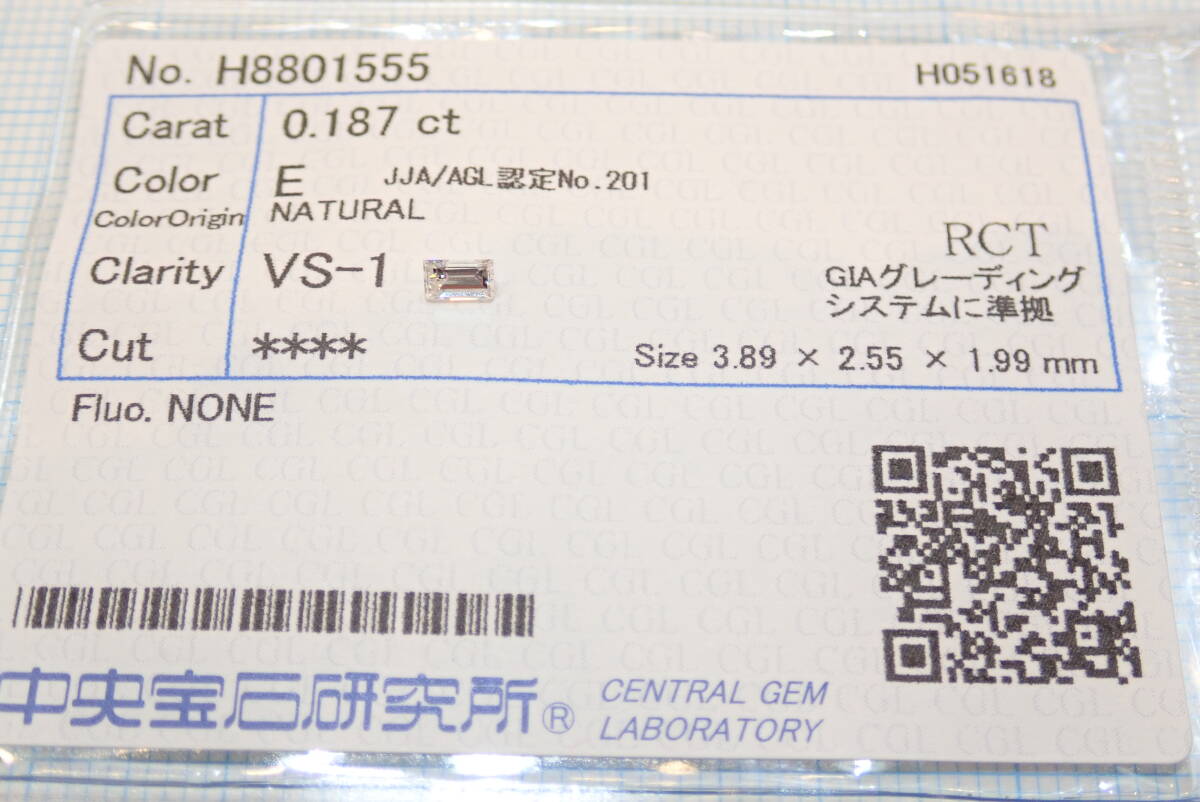 No. H8801555
H051618
Carat 0.187 ct
Color E JJA/AGL認定No.201
ColorOrigin NATURAL
Clarity VS-1
RCT
GIAグレーディング
システムに準拠
Cut ****
Size 3.89 × 2.55 × 1.99 mm
Fluo. NONE
中央宝石研究所®
CENTRAL GEM
LABORATORY